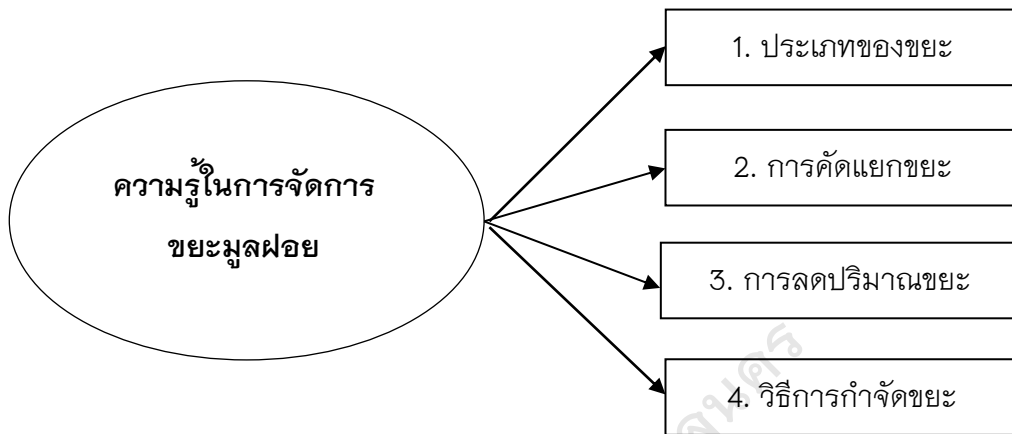 1. ประเภทของขยะ
ความรู้ในการจัดการ
ขยะมูลฝอย
2. การคัดแยกขยะ
3. การลดปริมาณขยะ
4. วิธีการกำจัดขยะ